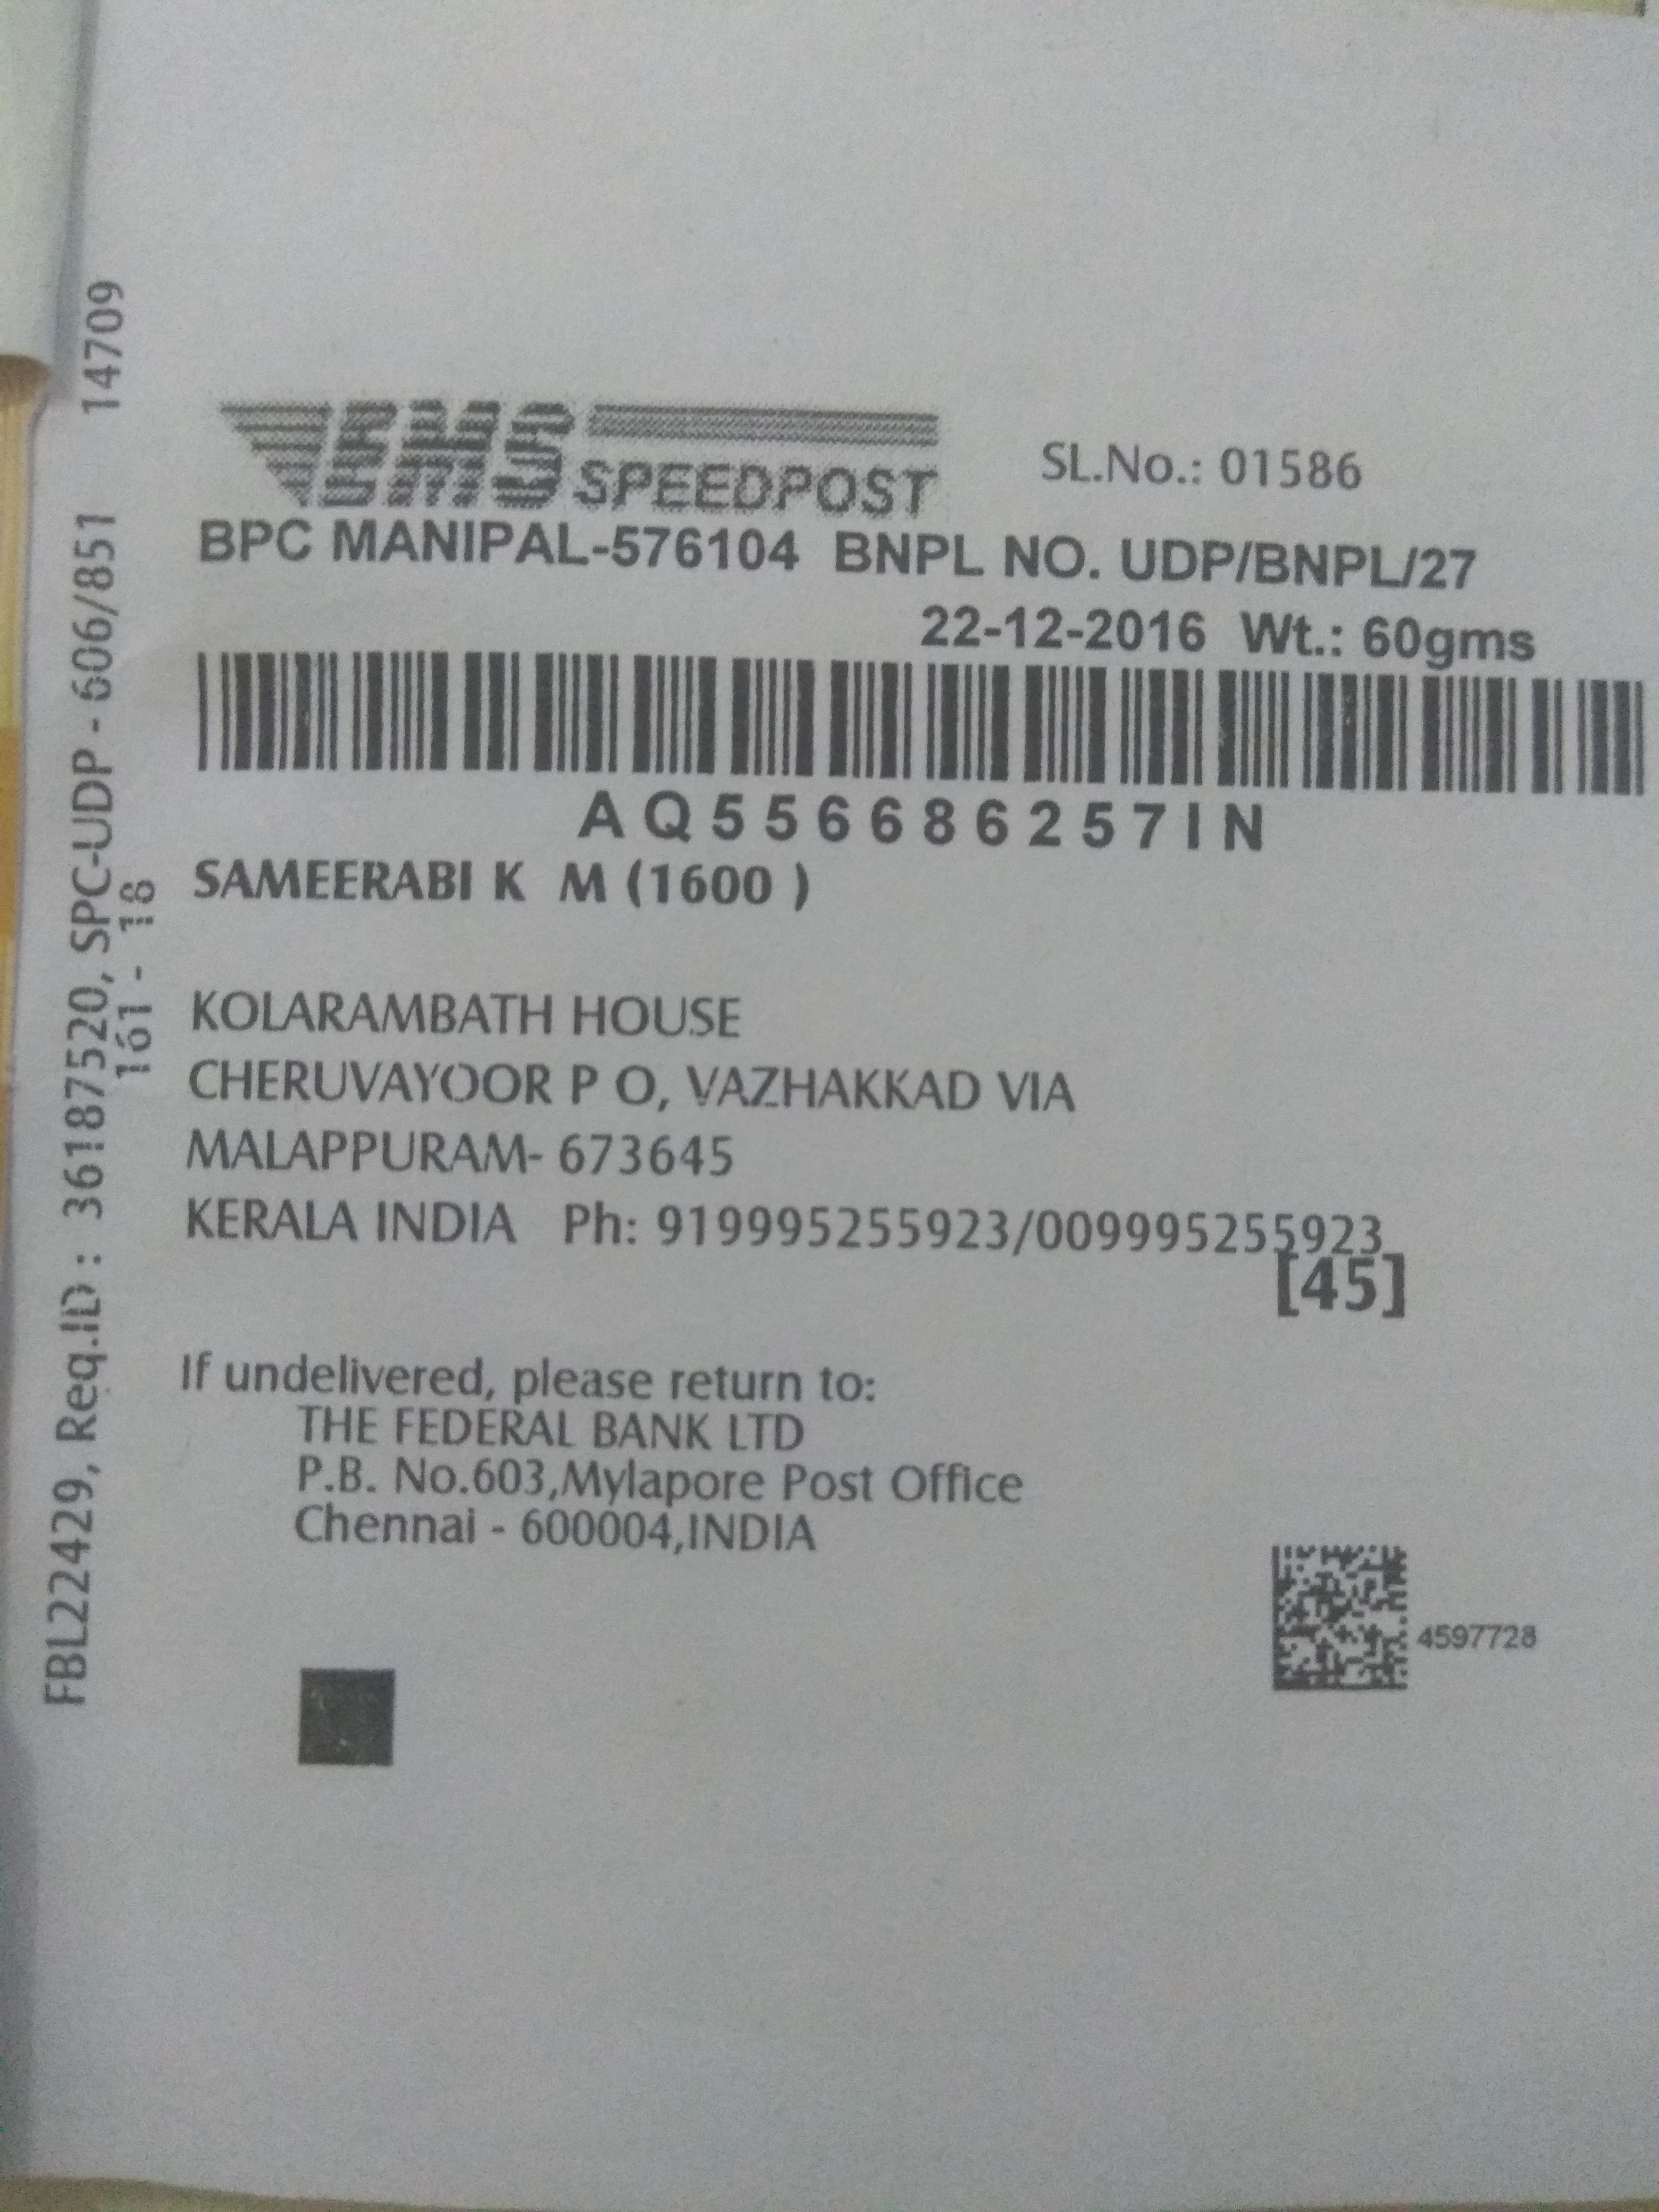 EMS SPEEDPOST
SL.No.: 01586
BPC MANIPAL-576104 BNPL NO. UDP/BNPL/27
22-12-2016 Wt.: 60gms
AQ556686257IN
SAMEERABI K M (1600 )
KOLARAMBATH HOUSE
CHERUVAYOOR P O, VAZHAKKAD VIA
MALAPPURAM- 673645
KERALA INDIA Ph: 919995255923/009995255923
[45]
If undelivered, please return to:
THE FEDERAL BANK LTD
P.B. No.603,Mylapore Post Office
Chennai - 600004,INDIA
4597728
FBL22429, Req.ID : 36187520, SPC-UDP - 606/851 14709
161 - 18